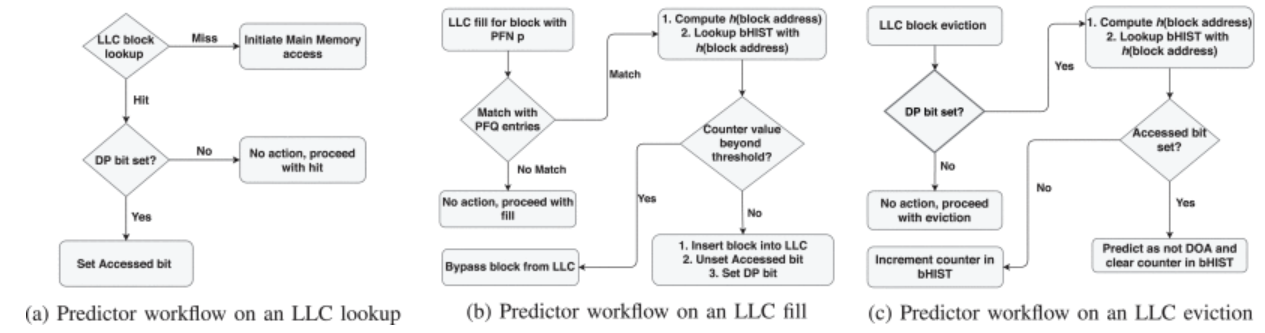 LLC block
lookup
Miss
Initiate Main Memory
access
Hit
DP bit set?
No
No action, proceed
with hit
Yes
Set Accessed bit
(a) Predictor workflow on an LLC lookup
LLC fill for block with
PFN p
Match with
PFQ entries
Match
No Match
No action, proceed with
fill
1. Compute h(block address)
2. Lookup bHIST with
h(block address)
Counter value
beyond
threshold?
Yes
No
Bypass block from LLC
1. Insert block into LLC
2. Unset Accessed bit
3. Set DP bit
(b) Predictor workflow on an LLC fill
LLC block eviction
DP bit set?
Yes
No
No action, proceed
with eviction
1. Compute h(block address)
2. Lookup bHIST with
h(block address)
Accessed bit
set?
No
Yes
Increment counter in
bHIST
Predict as not DOA and
clear counter in bHIST
(c) Predictor workflow on an LLC eviction